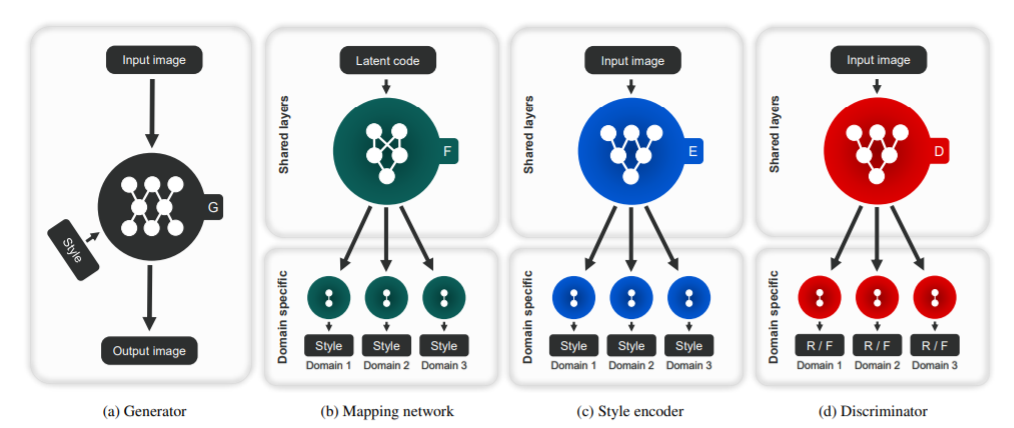 Input image
G
Style
Output image
(a) Generator
Shared layers
Latent code
F
Domain specific
Style Style Style
Domain 1 Domain 2 Domain 3
(b) Mapping network
Shared layers
Input image
E
Domain specific
Style Style Style
Domain 1 Domain 2 Domain 3
(c) Style encoder
Shared layers
Input image
D
Domain specific
R / F R / F R / F
Domain 1 Domain 2 Domain 3
(d) Discriminator